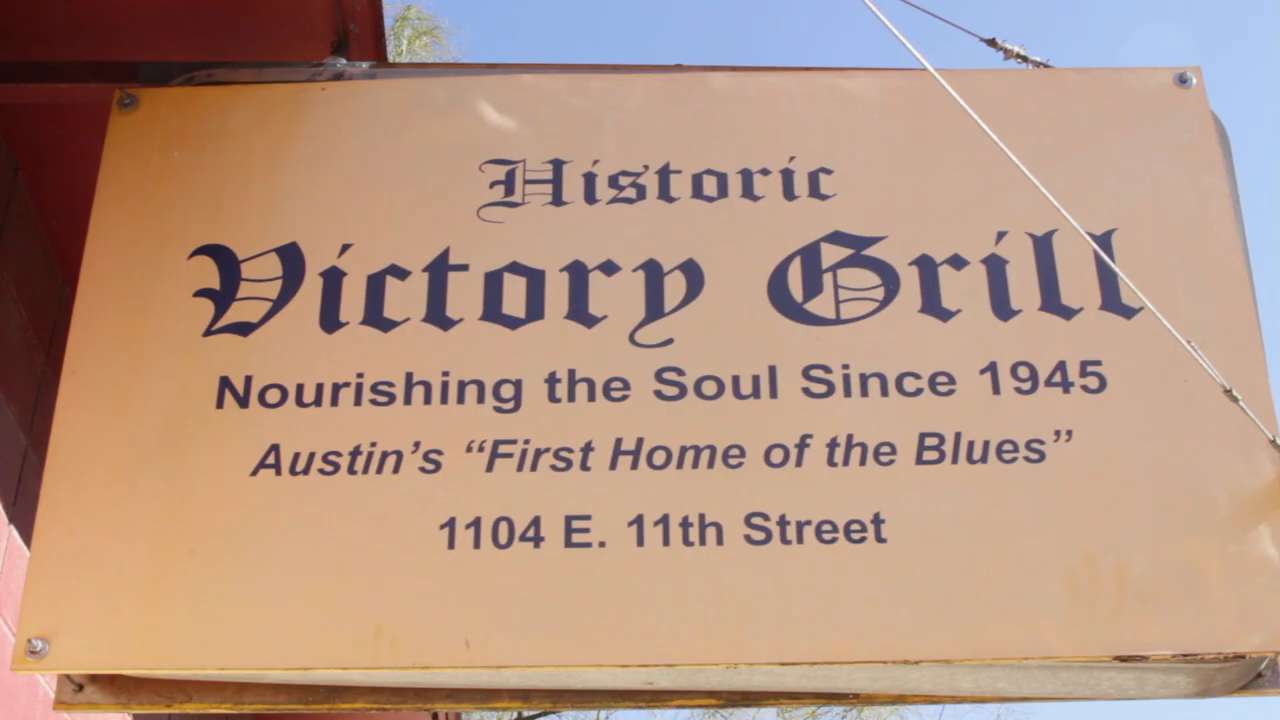 Historic
Victory Grill
Nourishing the Soul Since 1945
Austin’s “First Home of the Blues”
1104 E. 11th Street